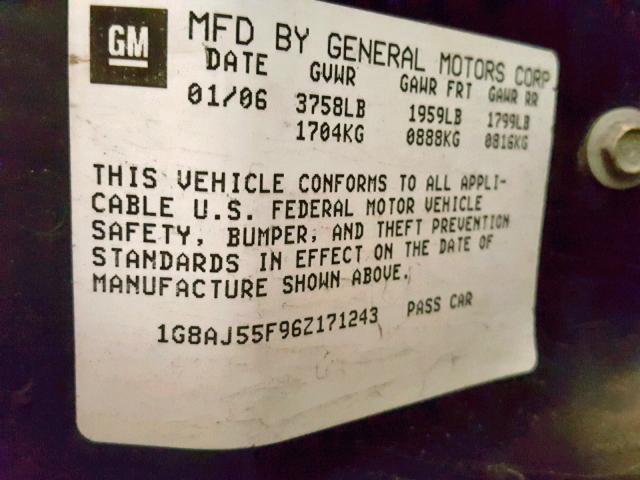 GM
MFD BY GENERAL MOTORS CORP
DATE GVWR GAWR FRT GAWR RR
01/06 3758LB 1959LB 1799LB
1704KG 0888KG 0816KG
THIS VEHICLE CONFORMS TO ALL APPLI-
CABLE U.S. FEDERAL MOTOR VEHICLE
SAFETY, BUMPER, AND THEFT PREVENTION
STANDARDS IN EFFECT ON THE DATE OF
MANUFACTURE SHOWN ABOVE.
1G8AJ55F96Z171243 PASS CAR